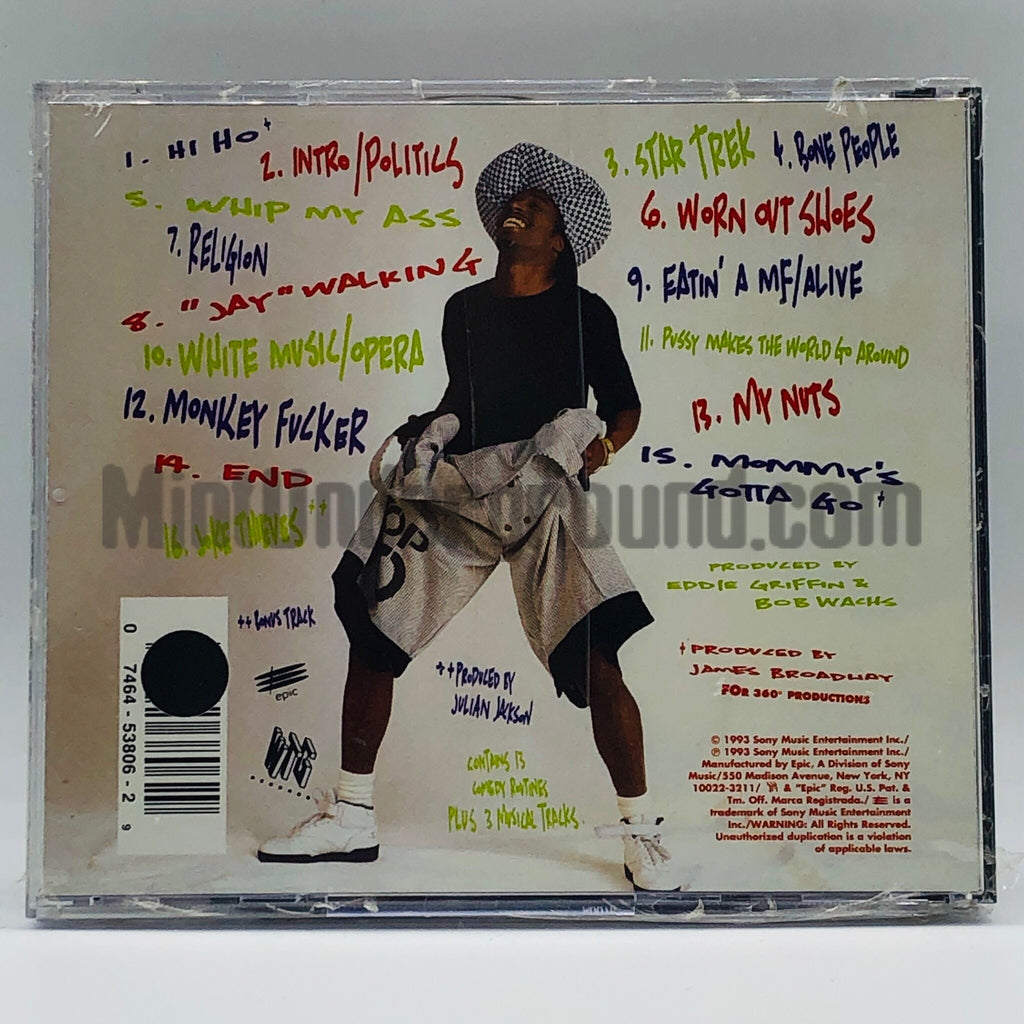 1. HI HO†
2. INTRO/POLITICS
3. STAR TREK
4. BONE PEOPLE
5. WHIP MY ASS
6. WORN OUT SHOES
7. RELIGION
8. "JAY" WALKING
9. EATIN' A MF/ALIVE
10. WHITE MUSIC/OPERA
11. PUSSY MAKES THE WORLD GO AROUND
12. MONKEY FUCKER
13. MY NUTS
14. END
15. MOMMY'S
GOTTA GO †
MintUnderground.com
16. LIKE THIEVES ††
PRODUCED BY
EDDIE GRIFFIN &
BOB WACHS
†† BONUS TRACK
† PRODUCED BY
JAMES BROADWAY
FOR 360° PRODUCTIONS
epic
†† PRODUCED BY
JULIAN JACKSON
CONTAINS 13
COMEDY ROUTINES
PLUS 3 MUSICAL TRACKS
0 7464-53806-2 9
© 1993 Sony Music Entertainment Inc./
℗ 1993 Sony Music Entertainment Inc./
Manufactured by Epic, A Division of Sony
Music/550 Madison Avenue, New York, NY
10022-3211/ & "Epic" Reg. U.S. Pat. &
Tm. Off. Marca Registrada./ is a
trademark of Sony Music Entertainment
Inc./WARNING: All Rights Reserved.
Unauthorized duplication is a violation
of applicable laws.